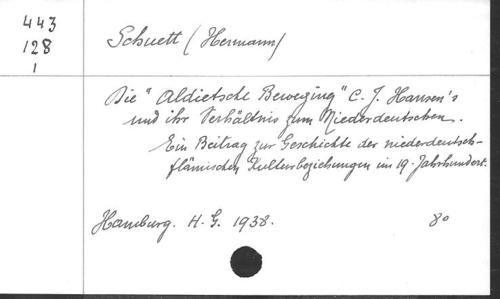 443
128
1
Schuett (Hermann)
Die "Aldietsche Beweging" C. J. Hansen's
und ihr Verhältnis zum Niederdeutschen.
Ein Beitrag zur Geschichte der niederdeutsch-
flämischen Kulturbeziehungen im 19. Jahrhundert.
Hamburg. H. G. 1938. 8o